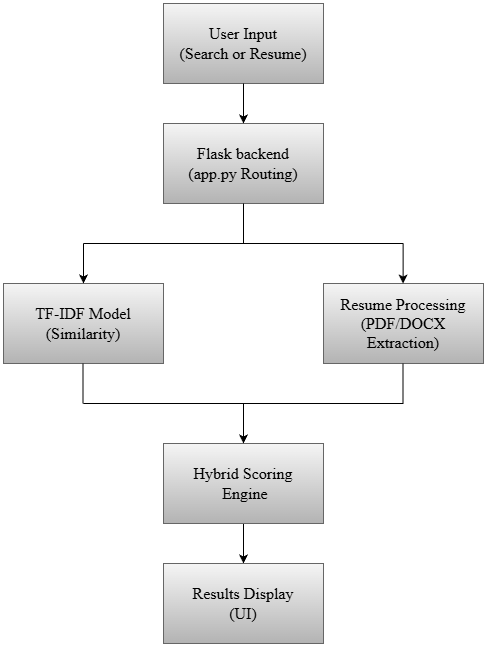 User Input
(Search or Resume)
Flask backend
(app.py Routing)
TF-IDF Model
(Similarity)
Resume Processing
(PDF/DOCX
Extraction)
Hybrid Scoring
Engine
Results Display
(UI)